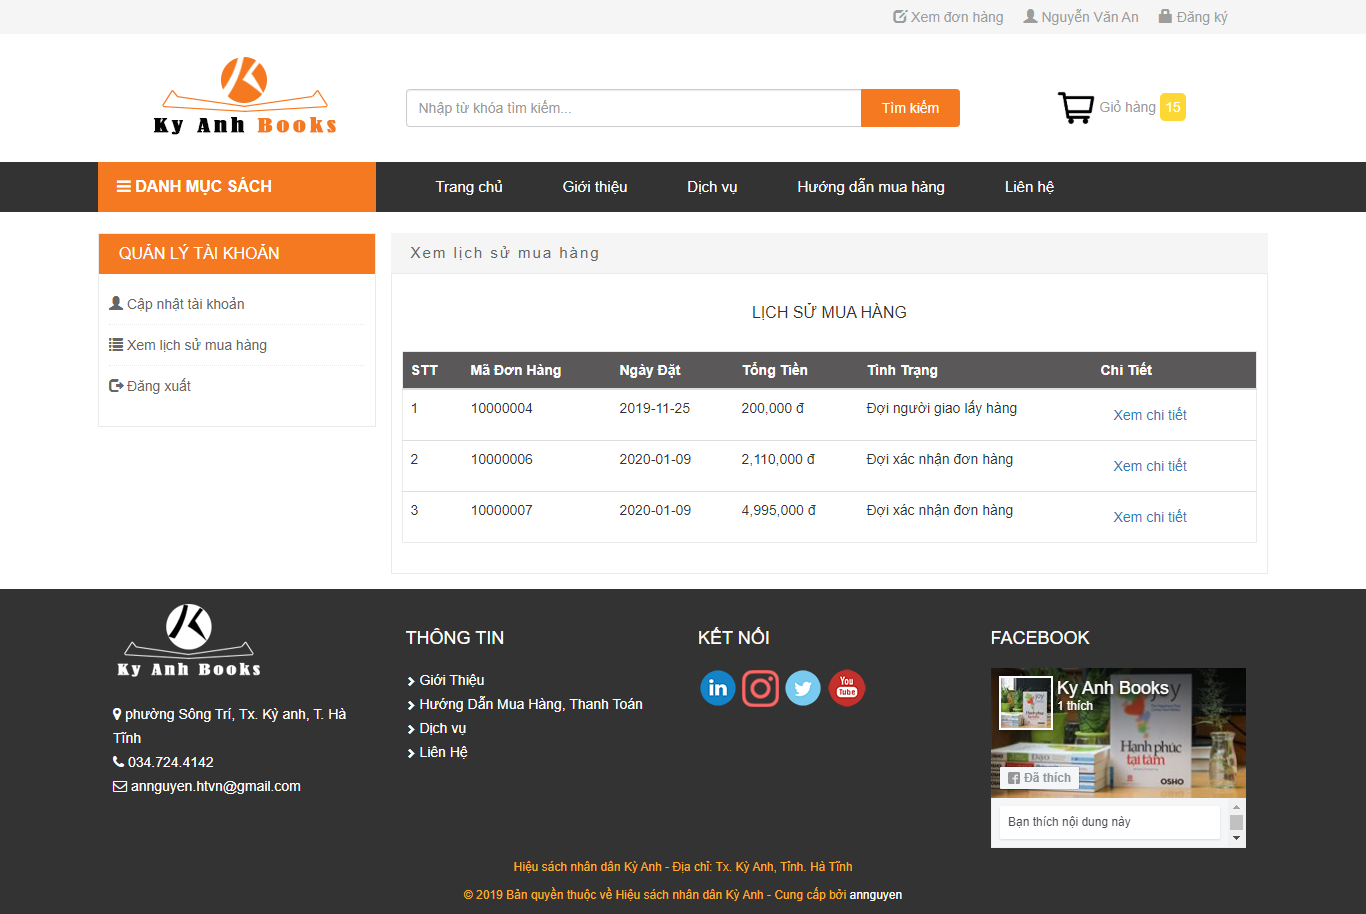 Xem đơn hàng Nguyễn Văn An Đăng ký
Ky Anh Books
Nhập từ khóa tìm kiếm... Tìm kiếm
Giỏ hàng 15
DANH MỤC SÁCH Trang chủ Giới thiệu Dịch vụ Hướng dẫn mua hàng Liên hệ
QUẢN LÝ TÀI KHOẢN
Cập nhật tài khoản
Xem lịch sử mua hàng
Đăng xuất
Xem lịch sử mua hàng
LỊCH SỬ MUA HÀNG
STT Mã Đơn Hàng Ngày Đặt Tổng Tiền Tình Trạng Chi Tiết
1 10000004 2019-11-25 200,000 đ Đợi người giao lấy hàng Xem chi tiết
2 10000006 2020-01-09 2,110,000 đ Đợi xác nhận đơn hàng Xem chi tiết
3 10000007 2020-01-09 4,995,000 đ Đợi xác nhận đơn hàng Xem chi tiết
Ky Anh Books
phường Sông Trí, Tx. Kỳ anh, T. Hà
Tĩnh
034.724.4142
annguyen.htvn@gmail.com
THÔNG TIN
Giới Thiệu
Hướng Dẫn Mua Hàng, Thanh Toán
Dịch vụ
Liên Hệ
KẾT NỐI
in
You
Tube
FACEBOOK
Ky Anh Books
1 thích
joy
Hạnh phúc
tại tâm
OSHO
Đã thích
Bạn thích nội dung này
Hiệu sách nhân dân Kỳ Anh - Địa chỉ: Tx. Kỳ Anh, Tỉnh. Hà Tĩnh
© 2019 Bản quyền thuộc về Hiệu sách nhân dân Kỳ Anh - Cung cấp bởi annguyen